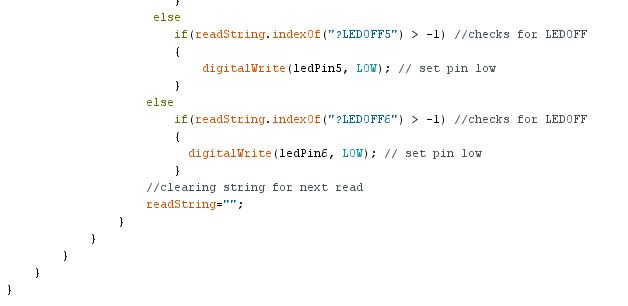 }
else
if(readString.indexOf("?LEDOFF5") > -1) //checks for LEDOFF
{
digitalWrite(ledPin5, LOW); // set pin low
}
else
if(readString.indexOf("?LEDOFF6") > -1) //checks for LEDOFF
{
digitalWrite(ledPin6, LOW); // set pin low
}
//clearing string for next read
readString="";
}
}
}
}
}